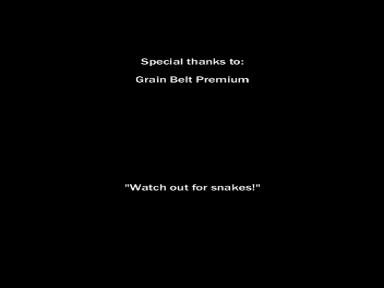 Special thanks to:
Grain Belt Premium
"Watch out for snakes!"